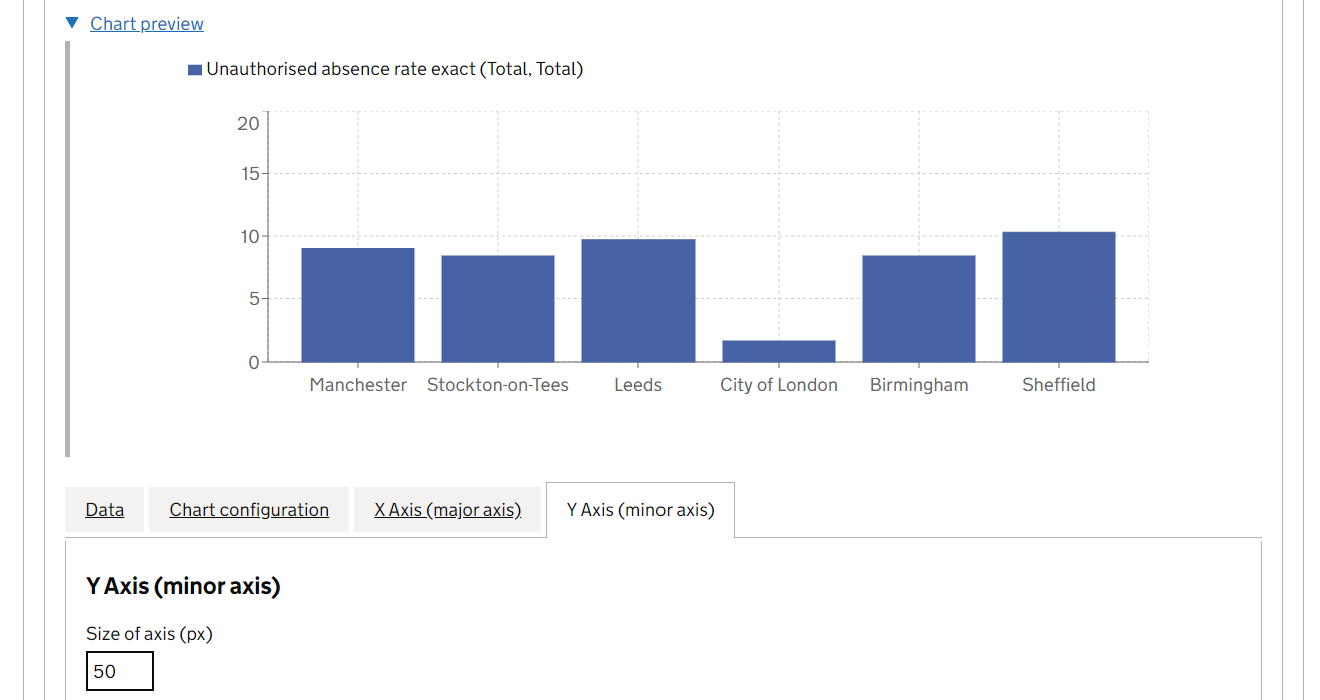 Chart preview
Unauthorised absence rate exact (Total, Total)
20
15
10
5
0
Manchester Stockton-on-Tees Leeds City of London Birmingham Sheffield
Data Chart configuration X Axis (major axis) Y Axis (minor axis)
Y Axis (minor axis)
Size of axis (px)
50